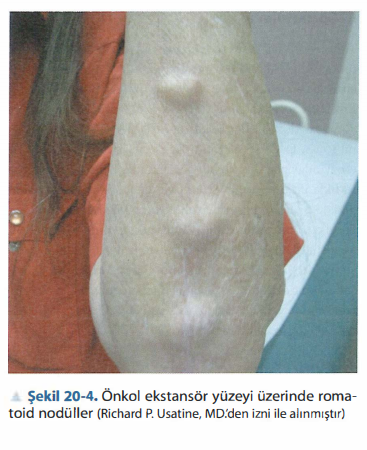 ▲ Şekil 20-4. Önkol ekstansör yüzeyi üzerinde roma-
toid nodüller (Richard P. Usatine, MD.'den izni ile alınmıştır)